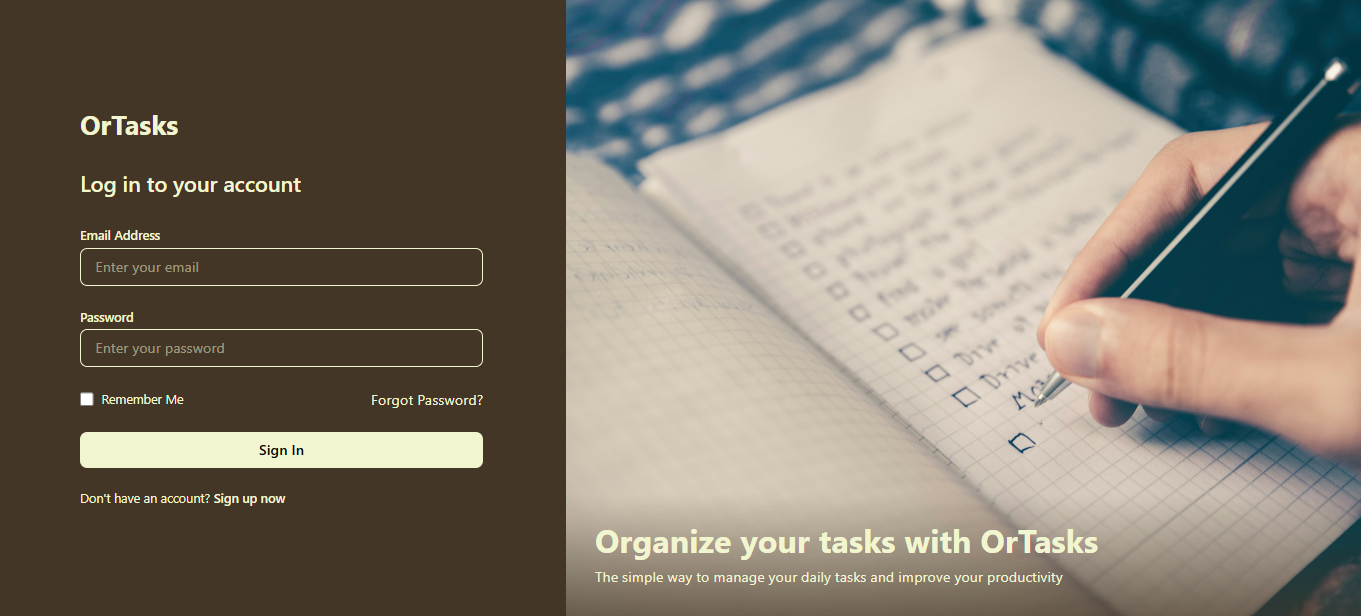 OrTasks
Log in to your account
Email Address
Enter your email
Password
Enter your password
Remember Me
Forgot Password?
Sign In
Don't have an account? Sign up now
Drive
Organize your tasks with OrTasks
The simple way to manage your daily tasks and improve your productivity